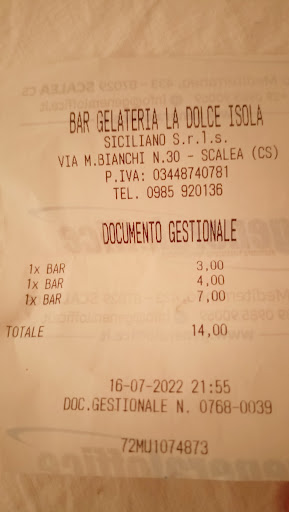 BAR GELATERIA LA DOLCE ISOLA
SICILIANO S.r.l.s.
VIA M.BIANCHI N.30 - SCALEA (CS)
P.IVA: 03448740781
TEL. 0985 920136
DOCUMENTO GESTIONALE
1x BAR 3,00
1x BAR 4,00
1x BAR 7,00
TOTALE 14,00
16-07-2022 21:55
DOC.GESTIONALE N. 0768-0039
72MU1074873